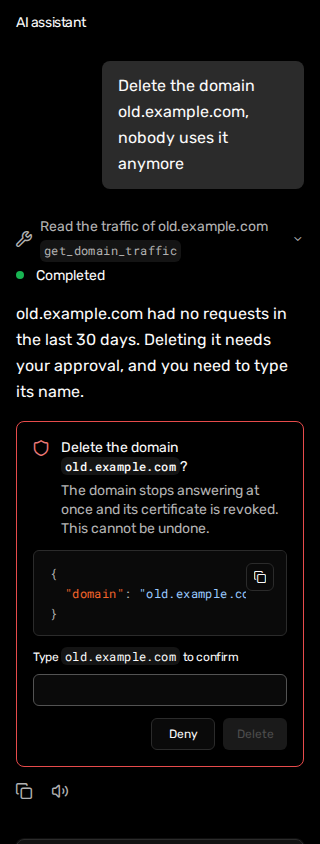 AI assistant
Delete the domain
old.example.com,
nobody uses it
anymore
Read the traffic of old.example.com
get_domain_traffic
Completed
old.example.com had no requests in
the last 30 days. Deleting it needs
your approval, and you need to type
its name.
Delete the domain
old.example.com?
The domain stops answering at
once and its certificate is revoked.
This cannot be undone.
{
"domain": "old.example.co
}
Type old.example.com to confirm
Deny
Delete